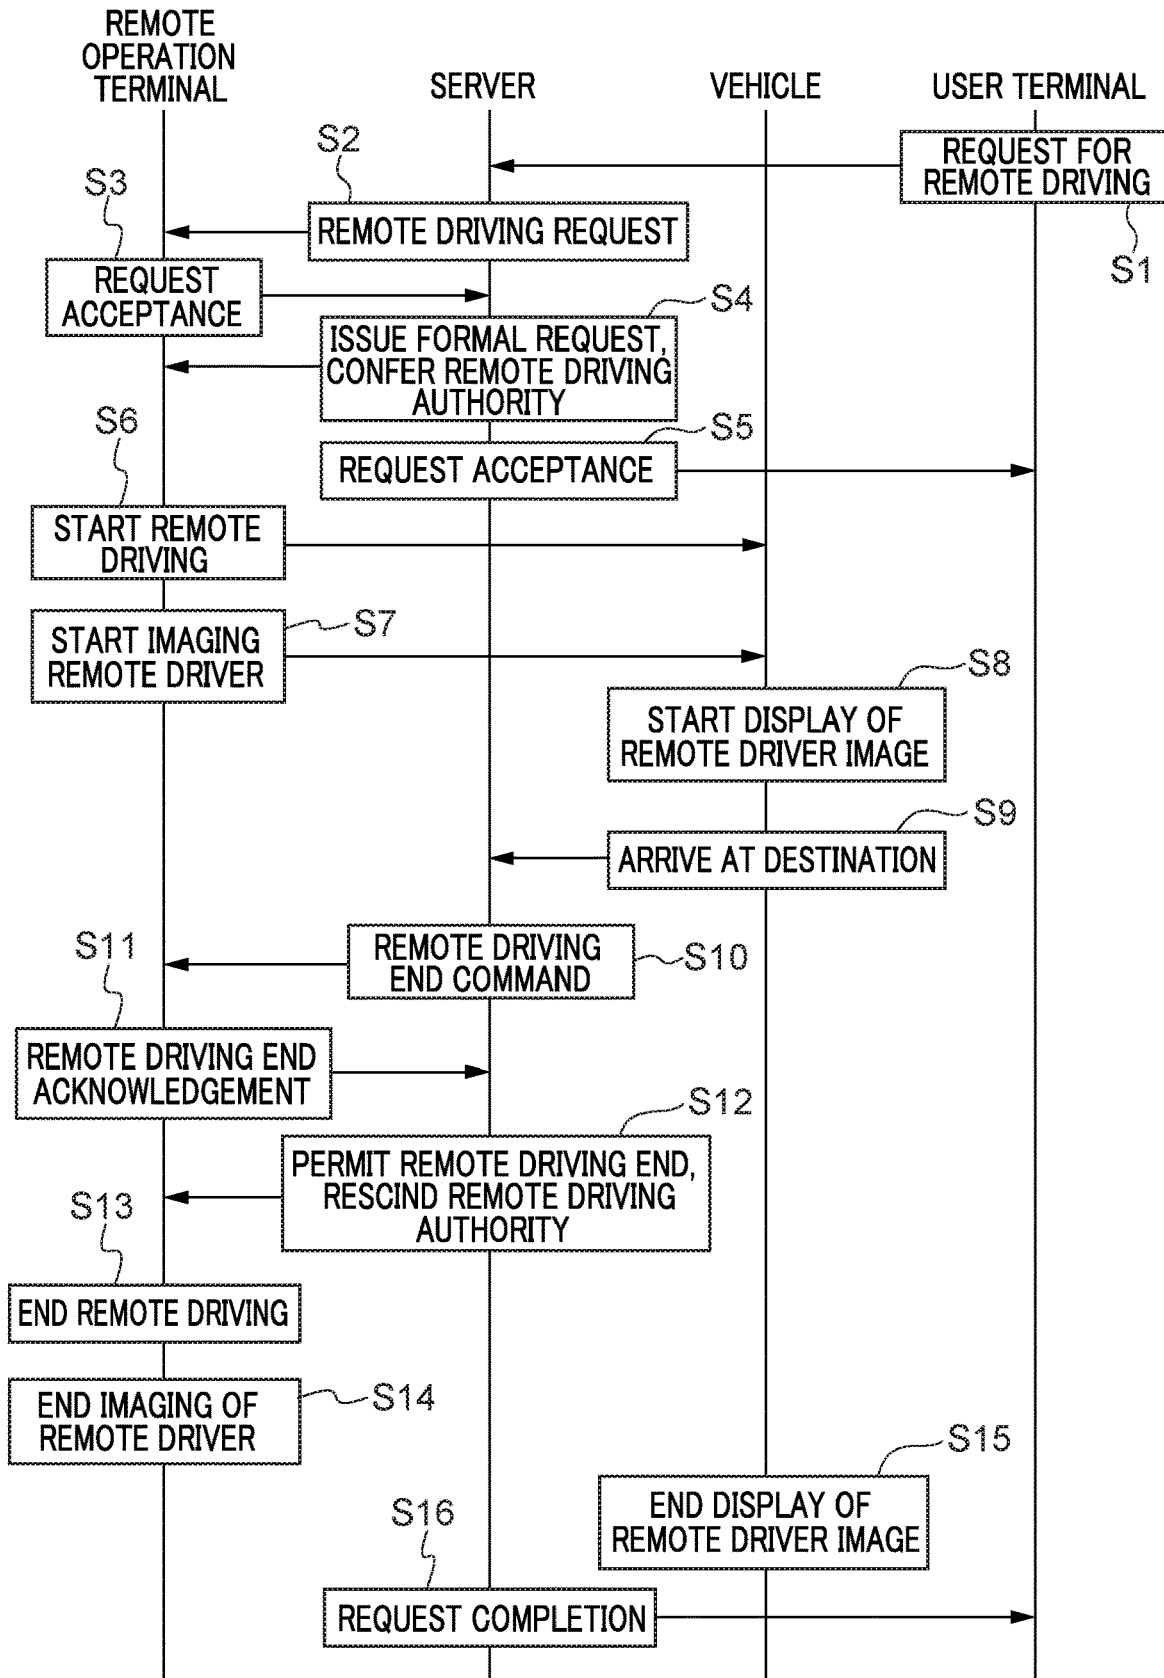 REMOTE
OPERATION
TERMINAL
SERVER
VEHICLE
USER TERMINAL
REQUEST FOR
REMOTE DRIVING
S1
S2
REMOTE DRIVING REQUEST
S3
REQUEST
ACCEPTANCE
S4
ISSUE FORMAL REQUEST,
CONFER REMOTE DRIVING
AUTHORITY
S5
REQUEST ACCEPTANCE
S6
START REMOTE
DRIVING
S7
START IMAGING
REMOTE DRIVER
S8
START DISPLAY OF
REMOTE DRIVER IMAGE
S9
ARRIVE AT DESTINATION
REMOTE DRIVING
END COMMAND
S10
S11
REMOTE DRIVING END
ACKNOWLEDGEMENT
S12
PERMIT REMOTE DRIVING END,
RESCIND REMOTE DRIVING
AUTHORITY
S13
END REMOTE DRIVING
S14
END IMAGING OF
REMOTE DRIVER
S15
END DISPLAY OF
REMOTE DRIVER IMAGE
S16
REQUEST COMPLETION